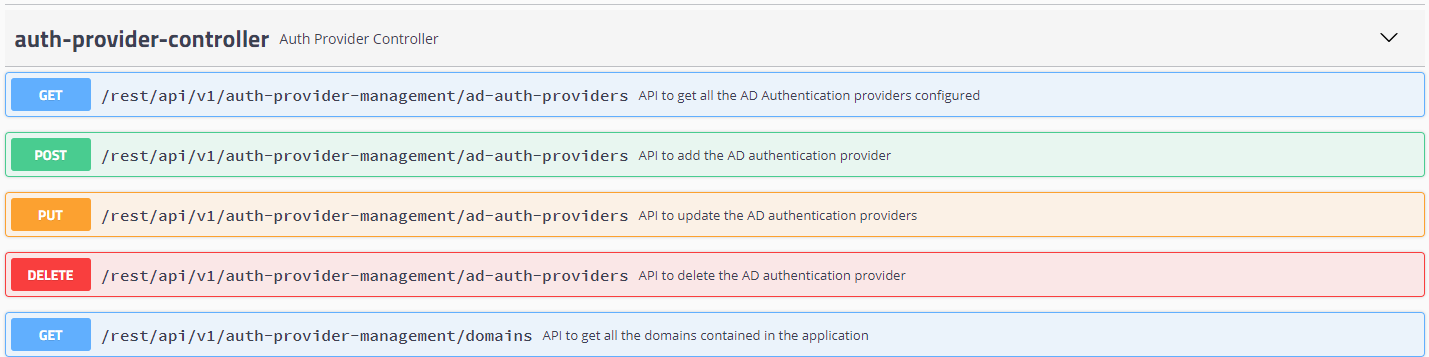 auth-provider-controller Auth Provider Controller
GET /rest/api/v1/auth-provider-management/ad-auth-providers API to get all the AD Authentication providers configured
POST /rest/api/v1/auth-provider-management/ad-auth-providers API to add the AD authentication provider
PUT /rest/api/v1/auth-provider-management/ad-auth-providers API to update the AD authentication providers
DELETE /rest/api/v1/auth-provider-management/ad-auth-providers API to delete the AD authentication provider
GET /rest/api/v1/auth-provider-management/domains API to get all the domains contained in the application